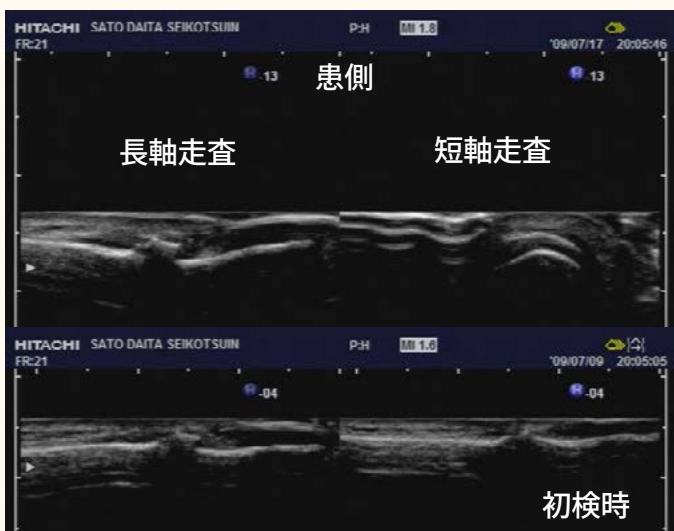 HITACHI SATO DAITA SEIKOTSUIN P:H MI 1.8
FR:21 '09/07/17 20:05:46
-13 患側 -13
長軸走査 短軸走査
HITACHI SATO DAITA SEIKOTSUIN P:H MI 1.6
FR:21 '09/07/09 20:05:05
-04 -04
初検時